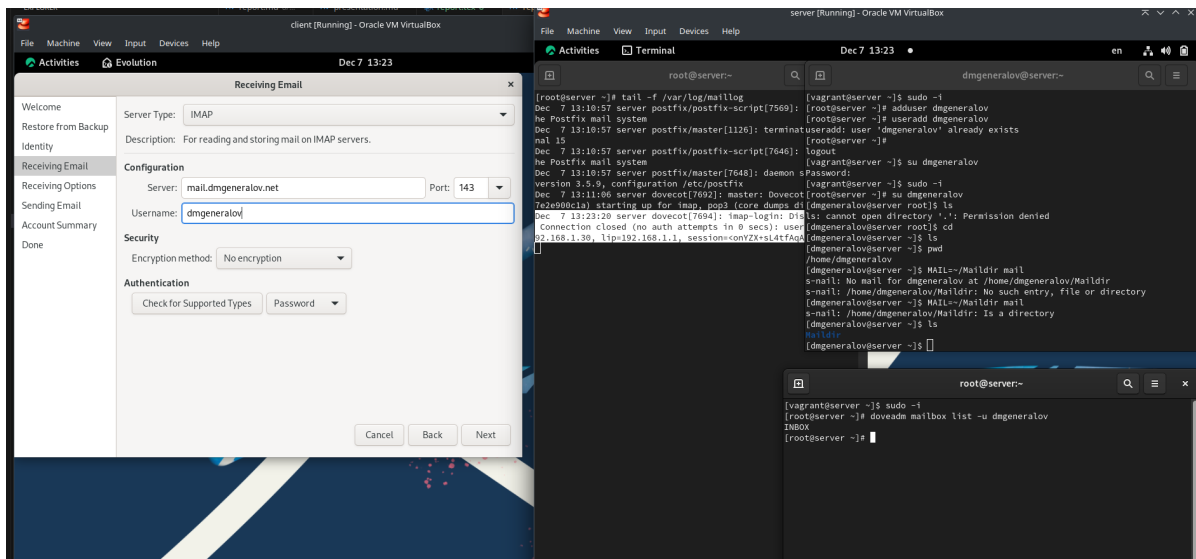 client [Running] - Oracle VM VirtualBox
File Machine View Input Devices Help
Activities Evolution Dec 7 13:23
Receiving Email
Welcome
Restore from Backup
Identity
Receiving Email
Receiving Options
Sending Email
Account Summary
Done
Server Type: IMAP
Description: For reading and storing mail on IMAP servers.
Configuration
Server: mail.dmgeneralov.net Port: 143
Username: dmgeneralov
Security
Encryption method: No encryption
Authentication
Check for Supported Types Password
Cancel Back Next
server [Running] - Oracle VM VirtualBox
File Machine View Input Devices Help
Activities Terminal Dec 7 13:23 en
root@server:~
[root@server ~]# tail -f /var/log/maillog
Dec 7 13:10:57 server postfix/postfix-script[7569]:
he Postfix mail system
Dec 7 13:10:57 server postfix/master[1126]: terminat
nal 15
Dec 7 13:10:57 server postfix/postfix-script[7646]:
he Postfix mail system
Dec 7 13:10:57 server postfix/master[7648]: daemon s
version 3.5.9, configuration /etc/postfix
Dec 7 13:11:06 server dovecot[7692]: master: Dovecot
7e2e900c1a) starting up for imap, pop3 (core dumps di
Dec 7 13:23:20 server dovecot[7694]: imap-login: Dis
Connection closed (no auth attempts in 0 secs): user
92.168.1.30, lip=192.168.1.1, session=<onYZX+sL4tfAqA
dmgeneralov@server:~
[vagrant@server ~]$ sudo -i
[root@server ~]# adduser dmgeneralov
[root@server ~]# useradd dmgeneralov
useradd: user 'dmgeneralov' already exists
[root@server ~]#
logout
[vagrant@server ~]$ su dmgeneralov
Password:
[vagrant@server ~]$ sudo -i
[root@server ~]# su dmgeneralov
[dmgeneralov@server root]$ ls
ls: cannot open directory '.': Permission denied
[dmgeneralov@server root]$ cd
[dmgeneralov@server ~]$ ls
[dmgeneralov@server ~]$ pwd
/home/dmgeneralov
[dmgeneralov@server ~]$ MAIL=~/Maildir mail
s-nail: No mail for dmgeneralov at /home/dmgeneralov/Maildir
s-nail: /home/dmgeneralov/Maildir: No such entry, file or directory
[dmgeneralov@server ~]$ MAIL=~/Maildir mail
s-nail: /home/dmgeneralov/Maildir: Is a directory
[dmgeneralov@server ~]$ ls
Maildir
[dmgeneralov@server ~]$
root@server:~
[vagrant@server ~]$ sudo -i
[root@server ~]# doveadm mailbox list -u dmgeneralov
INBOX
[root@server ~]#